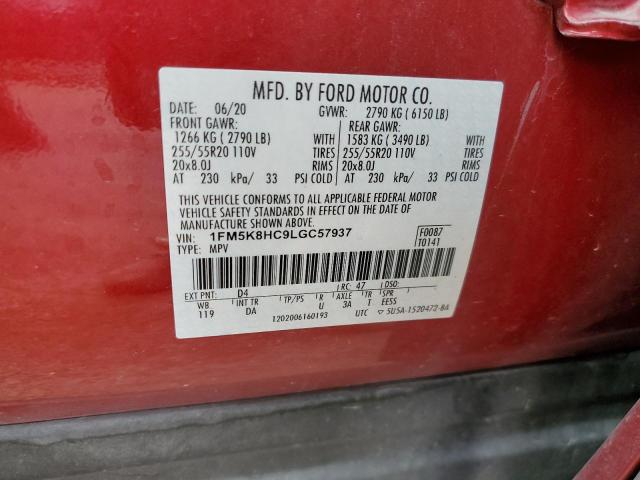 MFD. BY FORD MOTOR CO.
DATE: 06/20 GVWR: 2790 KG ( 6150 LB)
FRONT GAWR: REAR GAWR:
1266 KG ( 2790 LB) WITH 1583 KG ( 3490 LB) WITH
255/55R20 110V TIRES 255/55R20 110V TIRES
20x8.0J RIMS 20x8.0J RIMS
AT 230 kPa/ 33 PSI COLD AT 230 kPa/ 33 PSI COLD
THIS VEHICLE CONFORMS TO ALL APPLICABLE FEDERAL MOTOR
VEHICLE SAFETY STANDARDS IN EFFECT ON THE DATE OF
MANUFACTURE SHOWN ABOVE.
VIN: 1FM5K8HC9LGC57937 F0087
TYPE: MPV T0141
EXT PNT: D4 RC: 47 DSO:
WB INT TR TP/PS R AXLE TR SPR
119 DA U 3A T EESS
1202006160193 UTC ▽ 5U5A-1520472-BA